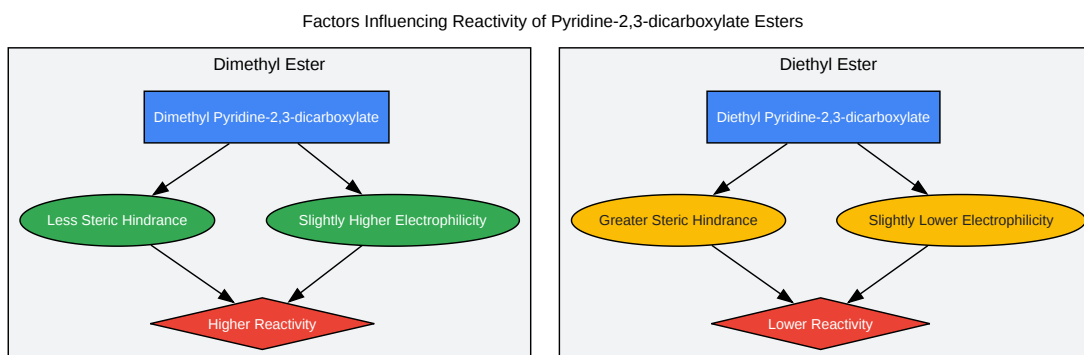 Factors Influencing Reactivity of Pyridine-2,3-dicarboxylate Esters
Dimethyl Ester
Dimethyl Pyridine-2,3-dicarboxylate
Less Steric Hindrance
Slightly Higher Electrophilicity
Higher Reactivity
Diethyl Ester
Diethyl Pyridine-2,3-dicarboxylate
Greater Steric Hindrance
Slightly Lower Electrophilicity
Lower Reactivity